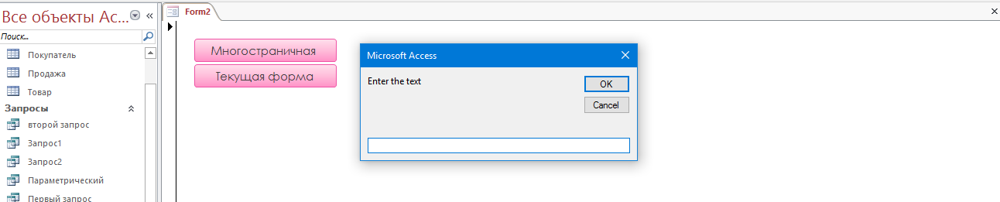 Все объекты Ac...
Поиск...
Покупатель
Продажа
Товар
Запросы
второй запрос
Запрос1
Запрос2
Параметрический
Первый запрос
Form2
Многостраничная
Текущая форма
Microsoft Access
Enter the text
OK
Cancel